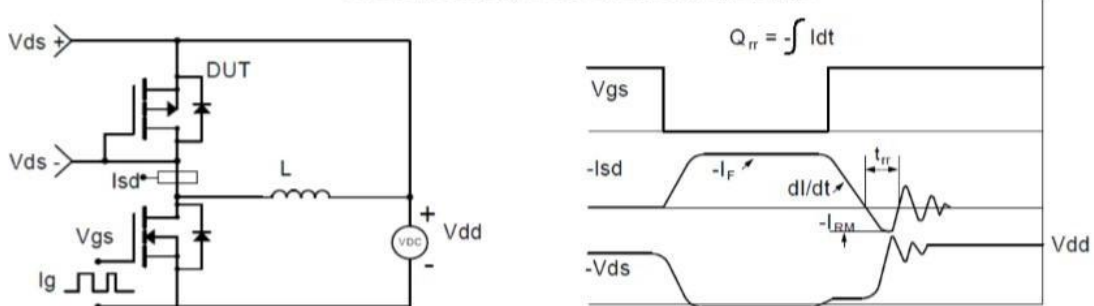 Vds +
DUT
Vds -
Isd
L
Vgs
Ig
VDC
+
Vdd
-
Qrr = -∫ Idt
Vgs
-Isd
-IF
dI/dt
trr
-IRM
Vdd
-Vds